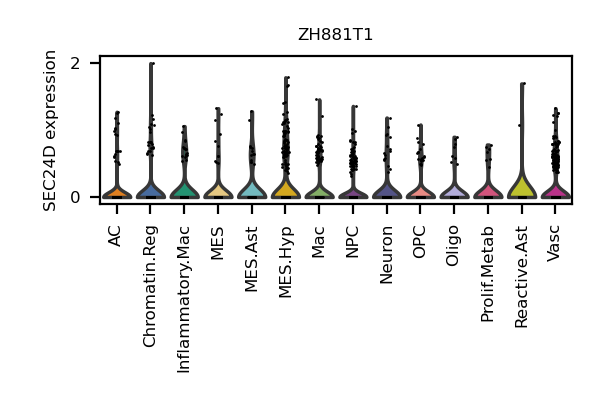 ZH881T1
SEC24D expression
2
0
AC
Chromatin.Reg
Inflammatory.Mac
MES
MES.Ast
MES.Hyp
Mac
NPC
Neuron
OPC
Oligo
Prolif.Metab
Reactive.Ast
Vasc